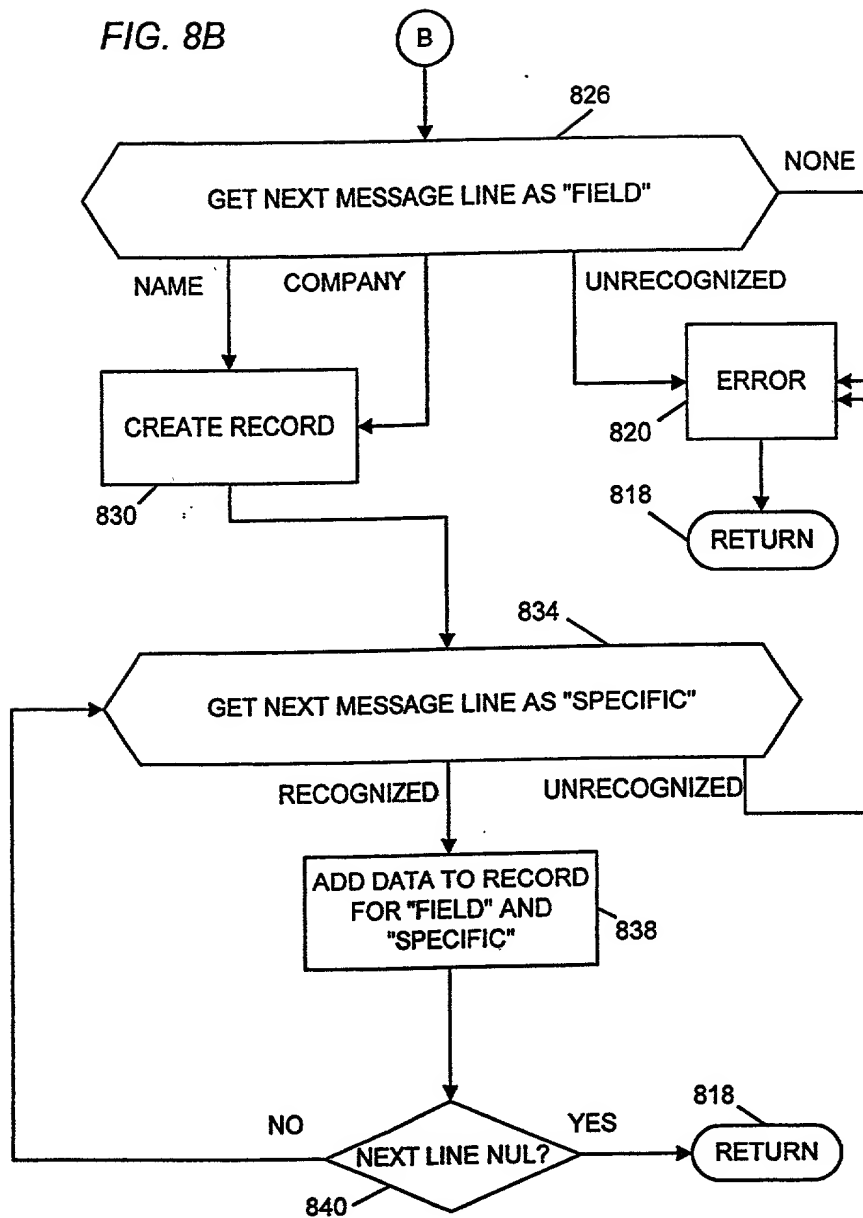 FIG. 8B
B
826
GET NEXT MESSAGE LINE AS "FIELD"
NONE
NAME
COMPANY
UNRECOGNIZED
CREATE RECORD
830
ERROR
820
818
RETURN
834
GET NEXT MESSAGE LINE AS "SPECIFIC"
RECOGNIZED
UNRECOGNIZED
ADD DATA TO RECORD
FOR "FIELD" AND
"SPECIFIC"
838
NO
YES
NEXT LINE NUL?
840
818
RETURN